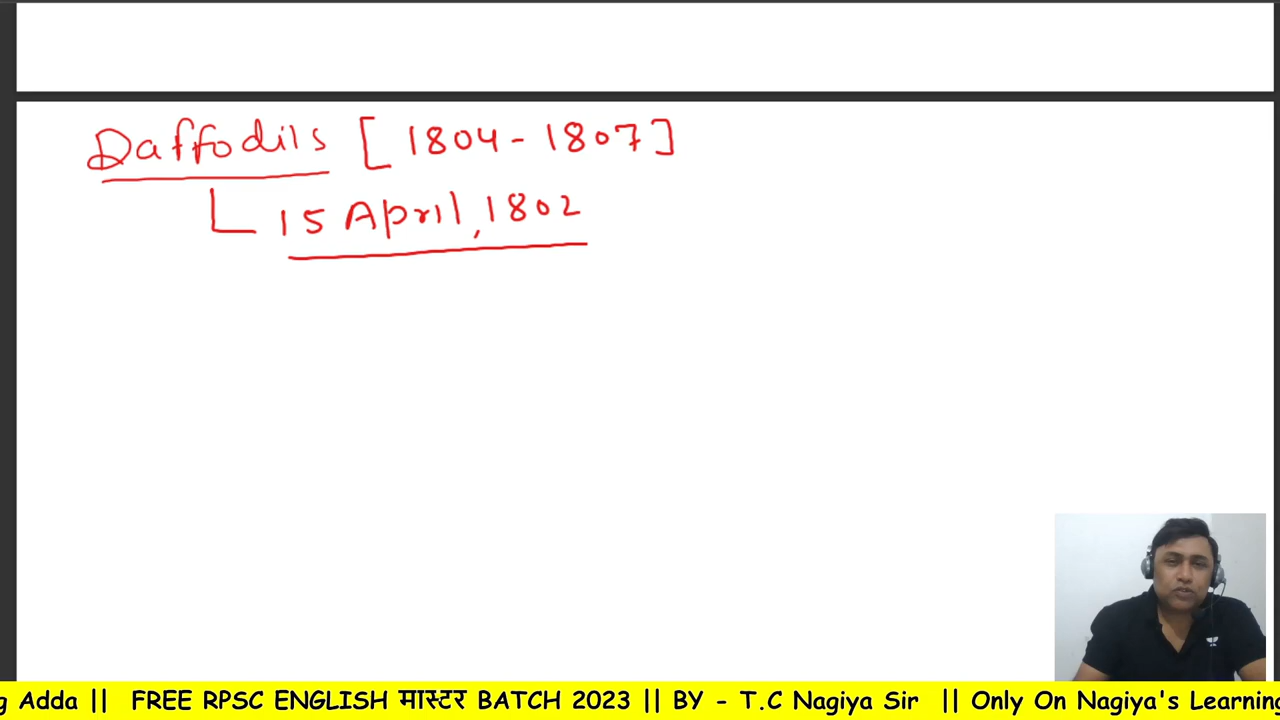 Daffodils [1804-1807]
15 April, 1802
g Adda || FREE RPSC ENGLISH मास्टर BATCH 2023 || BY - T.C Nagiya Sir || Only On Nagiya's Learning